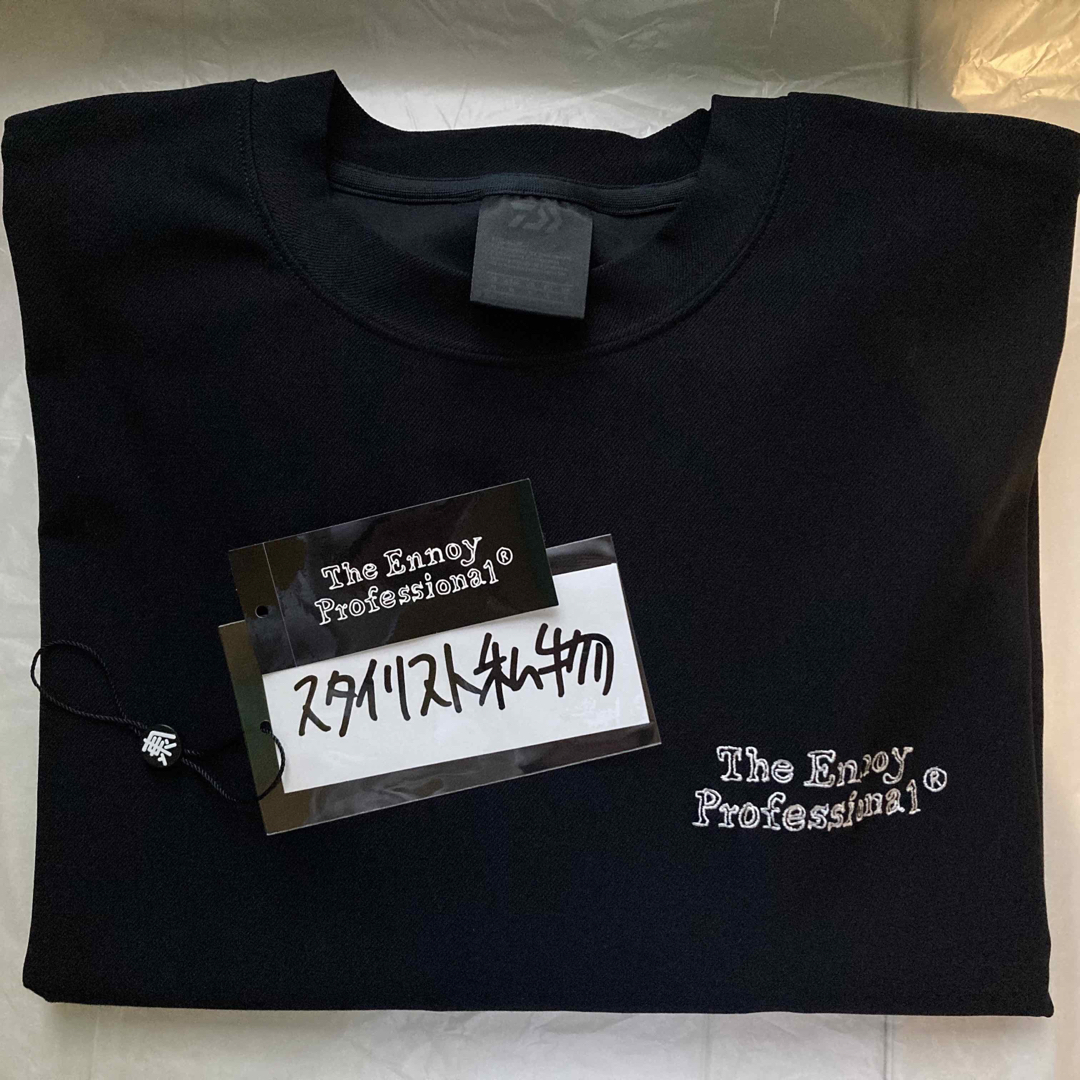 The Ennoy
Professional®
スタイリスト私物
The Ennoy
Professional®